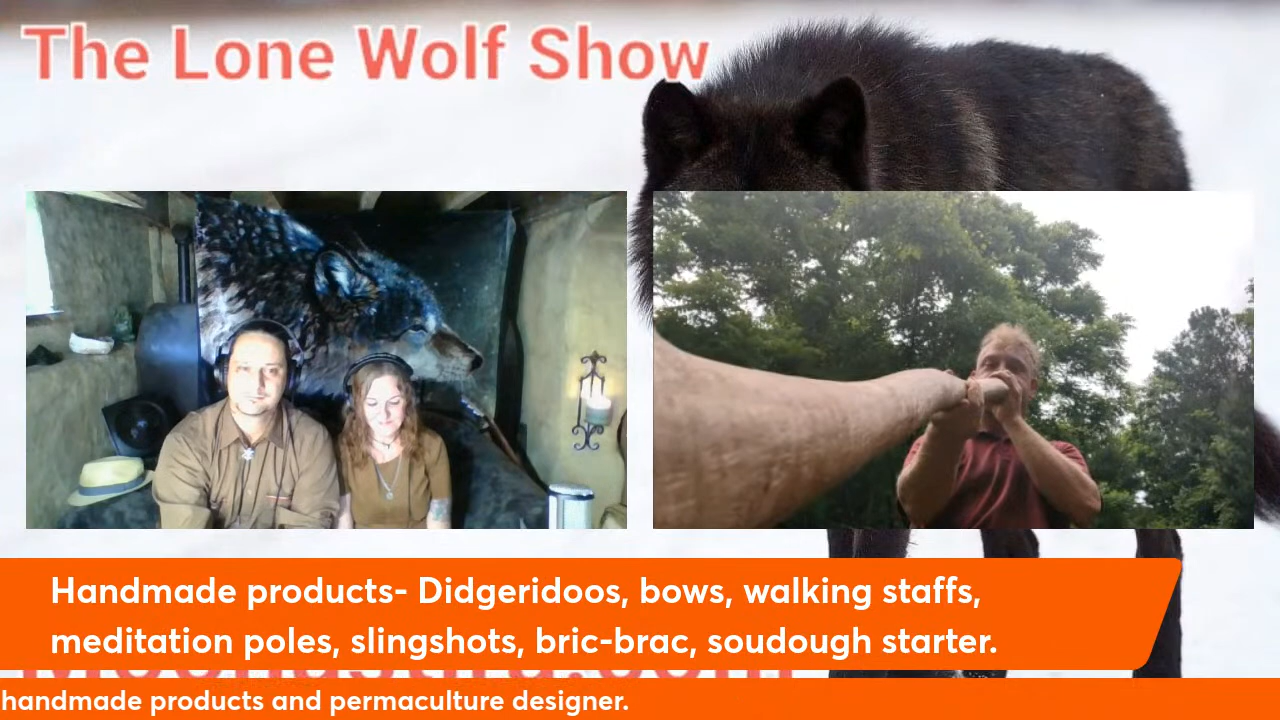 The Lone Wolf Show
Handmade products- Didgeridoos, bows, walking staffs,
meditation poles, slingshots, bric-brac, soudough starter.
handmade products and permaculture designer.